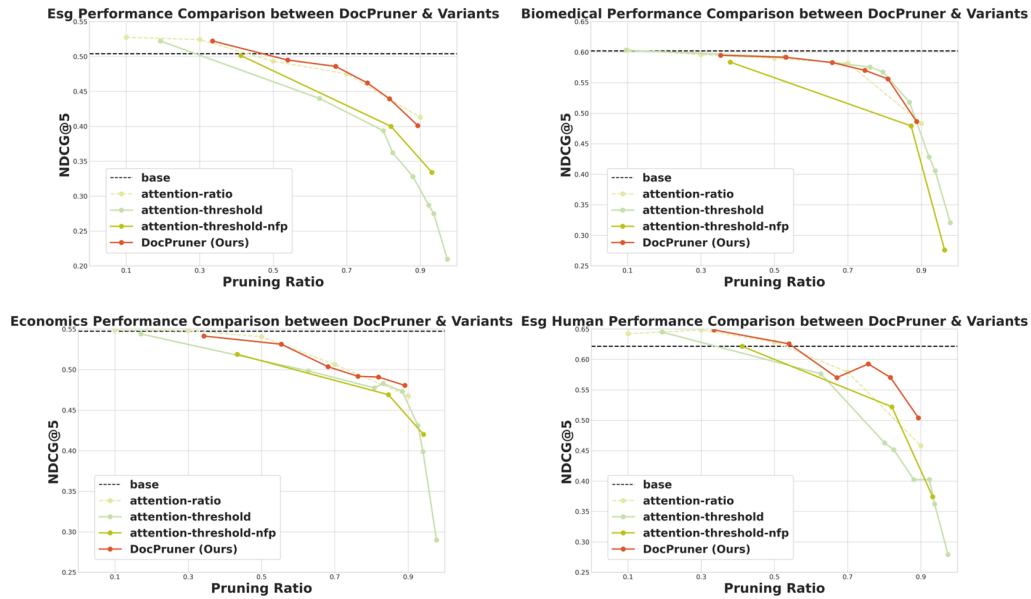 Esg Performance Comparison between DocPruner & Variants
NDCG@5
0.55
0.50
0.45
0.40
0.35
0.30
0.25
0.20
base
attention-ratio
attention-threshold
attention-threshold-nfp
DocPruner (Ours)
0.1 0.3 0.5 0.7 0.9
Pruning Ratio
Biomedical Performance Comparison between DocPruner & Variants
NDCG@5
0.65
0.60
0.55
0.50
0.45
0.40
0.35
0.30
0.25
base
attention-ratio
attention-threshold
attention-threshold-nfp
DocPruner (Ours)
0.1 0.3 0.5 0.7 0.9
Pruning Ratio
Economics Performance Comparison between DocPruner & Variants
NDCG@5
0.55
0.50
0.45
0.40
0.35
0.30
0.25
base
attention-ratio
attention-threshold
attention-threshold-nfp
DocPruner (Ours)
0.1 0.3 0.5 0.7 0.9
Pruning Ratio
Esg Human Performance Comparison between DocPruner & Variants
NDCG@5
0.65
0.60
0.55
0.50
0.45
0.40
0.35
0.30
0.25
base
attention-ratio
attention-threshold
attention-threshold-nfp
DocPruner (Ours)
0.1 0.3 0.5 0.7 0.9
Pruning Ratio